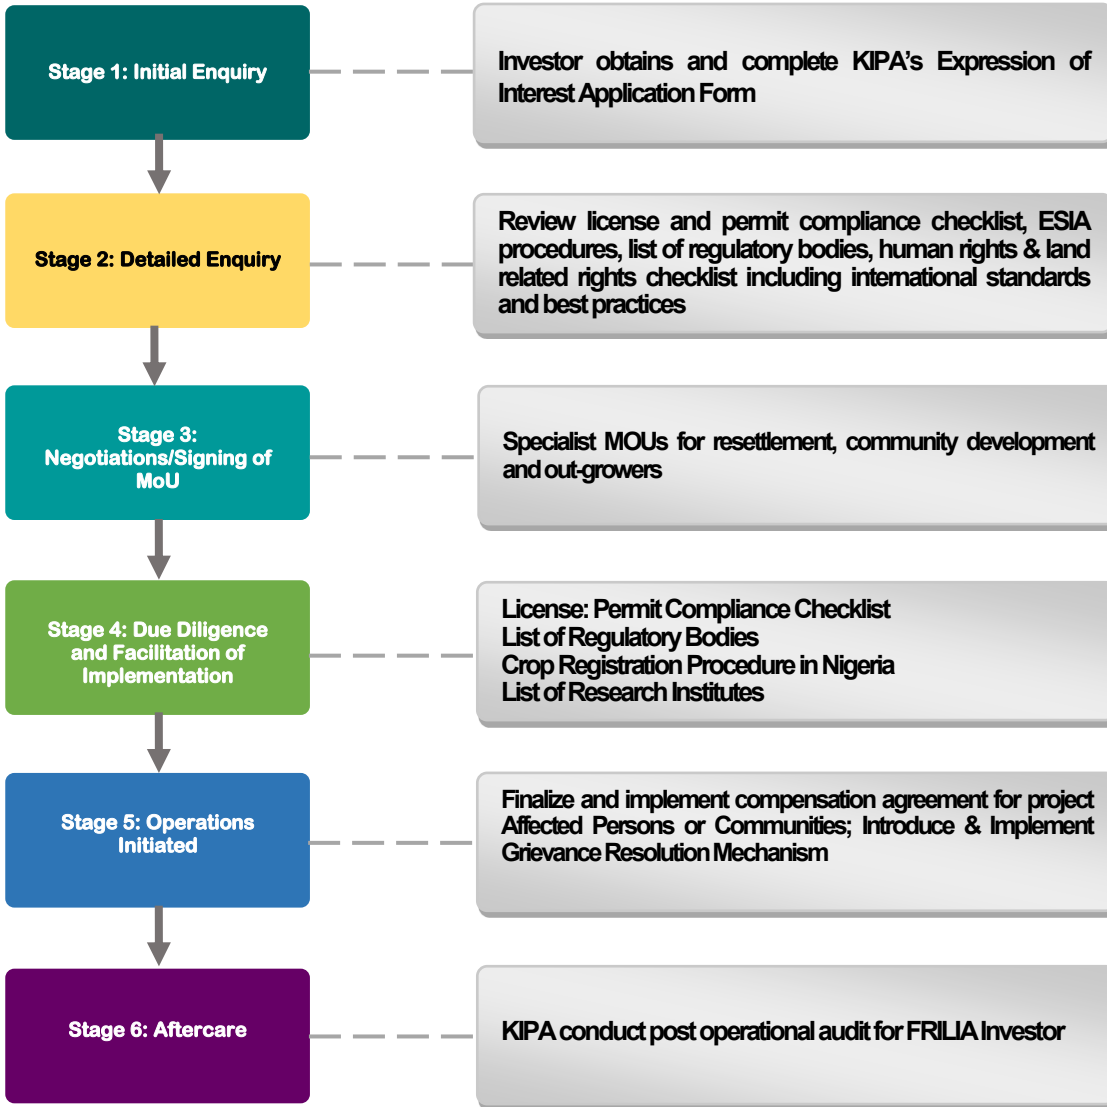 Stage 1: Initial Enquiry
Investor obtains and complete KIPA's Expression of
Interest Application Form
Stage 2: Detailed Enquiry
Review license and permit compliance checklist, ESIA
procedures, list of regulatory bodies, human rights & land
related rights checklist including international standards
and best practices
Stage 3:
Negotiations/Signing of
MoU
Specialist MOUs for resettlement, community development
and out-growers
Stage 4: Due Diligence
and Facilitation of
Implementation
License: Permit Compliance Checklist
List of Regulatory Bodies
Crop Registration Procedure in Nigeria
List of Research Institutes
Stage 5: Operations
Initiated
Finalize and implement compensation agreement for project
Affected Persons or Communities; Introduce & Implement
Grievance Resolution Mechanism
Stage 6: Aftercare
KIPA conduct post operational audit for FRILIA Investor